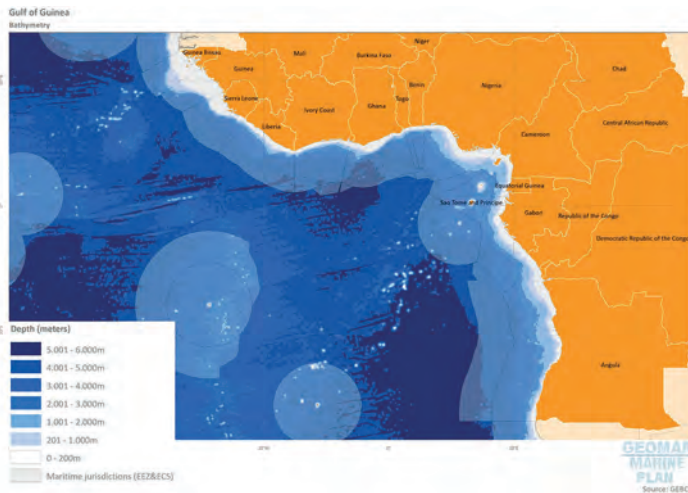 Gulf of Guinea
Bathymetry
Niger
Guinea Bissau
Mali
Burkina Faso
Chad
Guinea
Benin
Nigeria
Sierra Leone
Ivory Coast
Ghana
Togo
Central African Republic
Liberia
Cameroon
Equatorial Guinea
Sao Tome and Principe
Gabon
Republic of the Congo
Democratic Republic of the Congo
Angola
Depth (meters)
5.001 - 6.000m
4.001 - 5.000m
3.001 - 4.000m
2.001 - 3.000m
1.001 - 2.000m
201 - 1.000m
0 - 200m
Maritime jurisdictions (EEZ&ECS)
GEOMAR
MARINE
PLAN
Source: GEBC